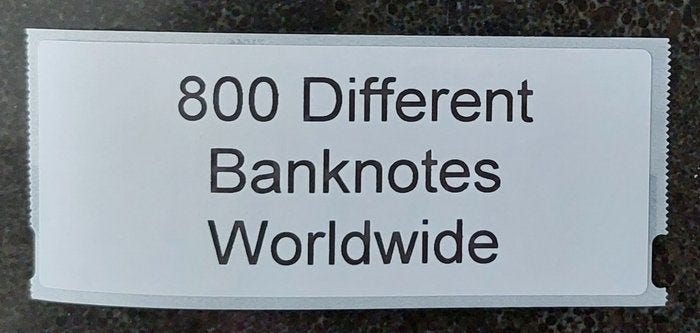 800 Different
Banknotes
Worldwide